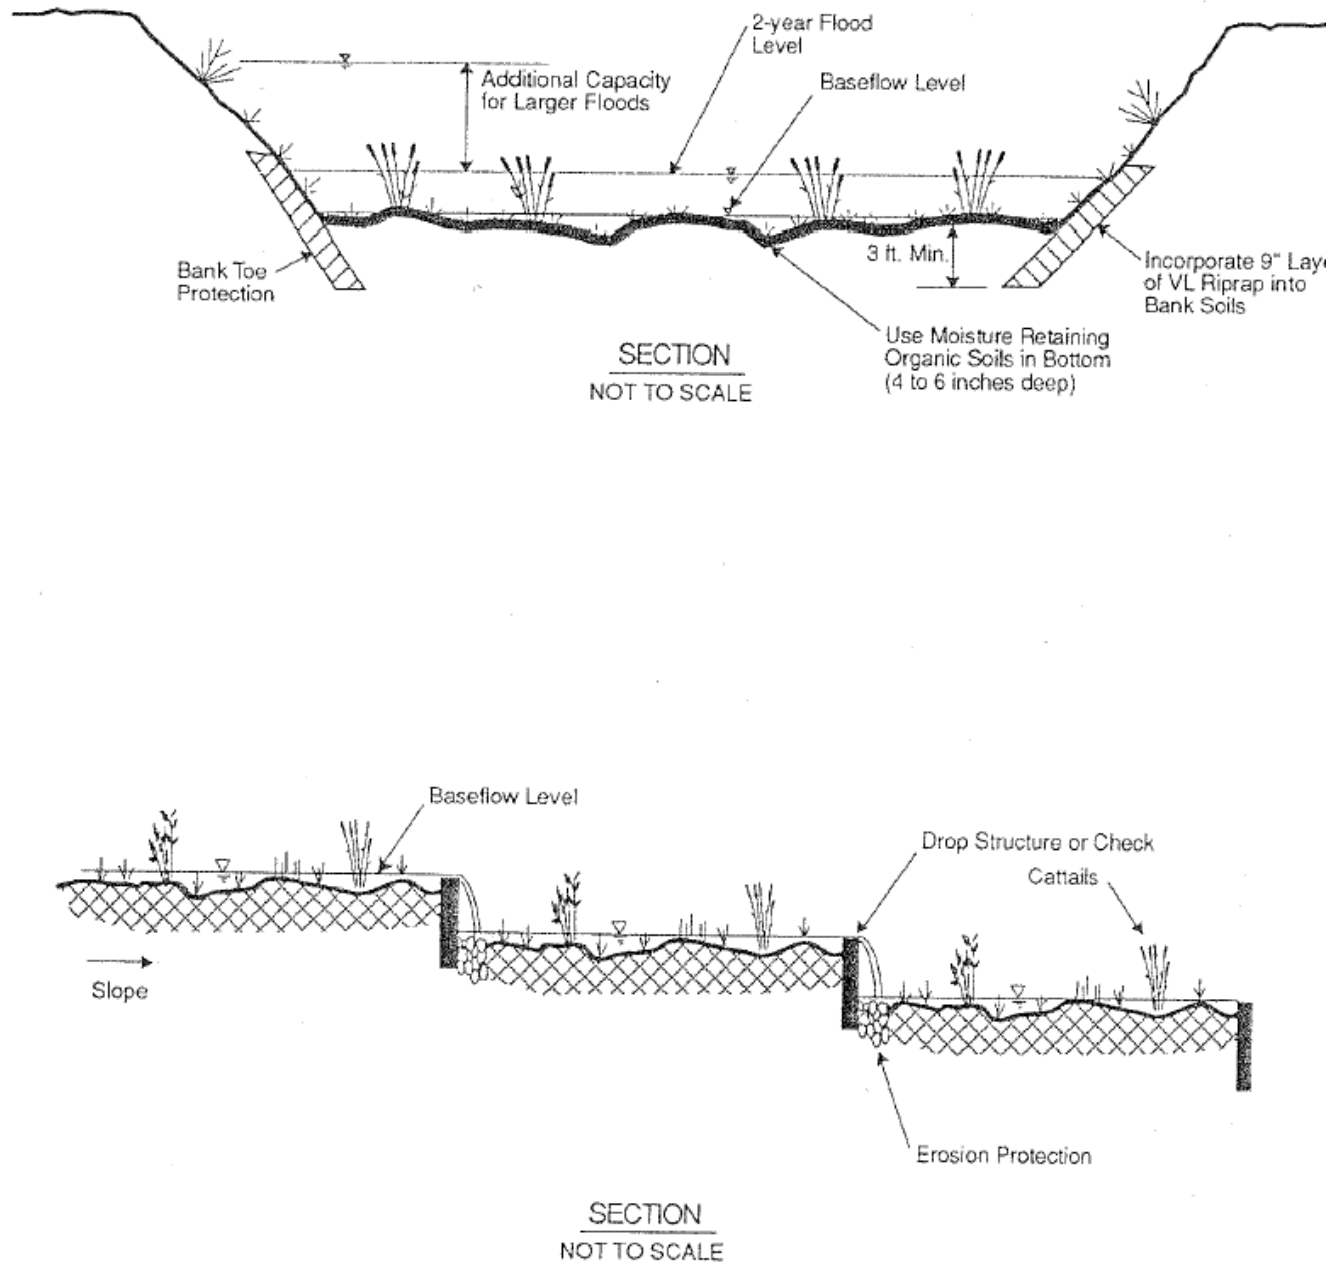 2-year Flood
Level
Additional Capacity
for Larger Floods
Baseflow Level
Bank Toe
Protection
3 ft. Min.
Incorporate 9" Laye
of VL Riprap into
Bank Soils
Use Moisture Retaining
Organic Soils in Bottom
(4 to 6 inches deep)
SECTION
NOT TO SCALE
Baseflow Level
Drop Structure or Check
Cattails
Slope
Erosion Protection
SECTION
NOT TO SCALE